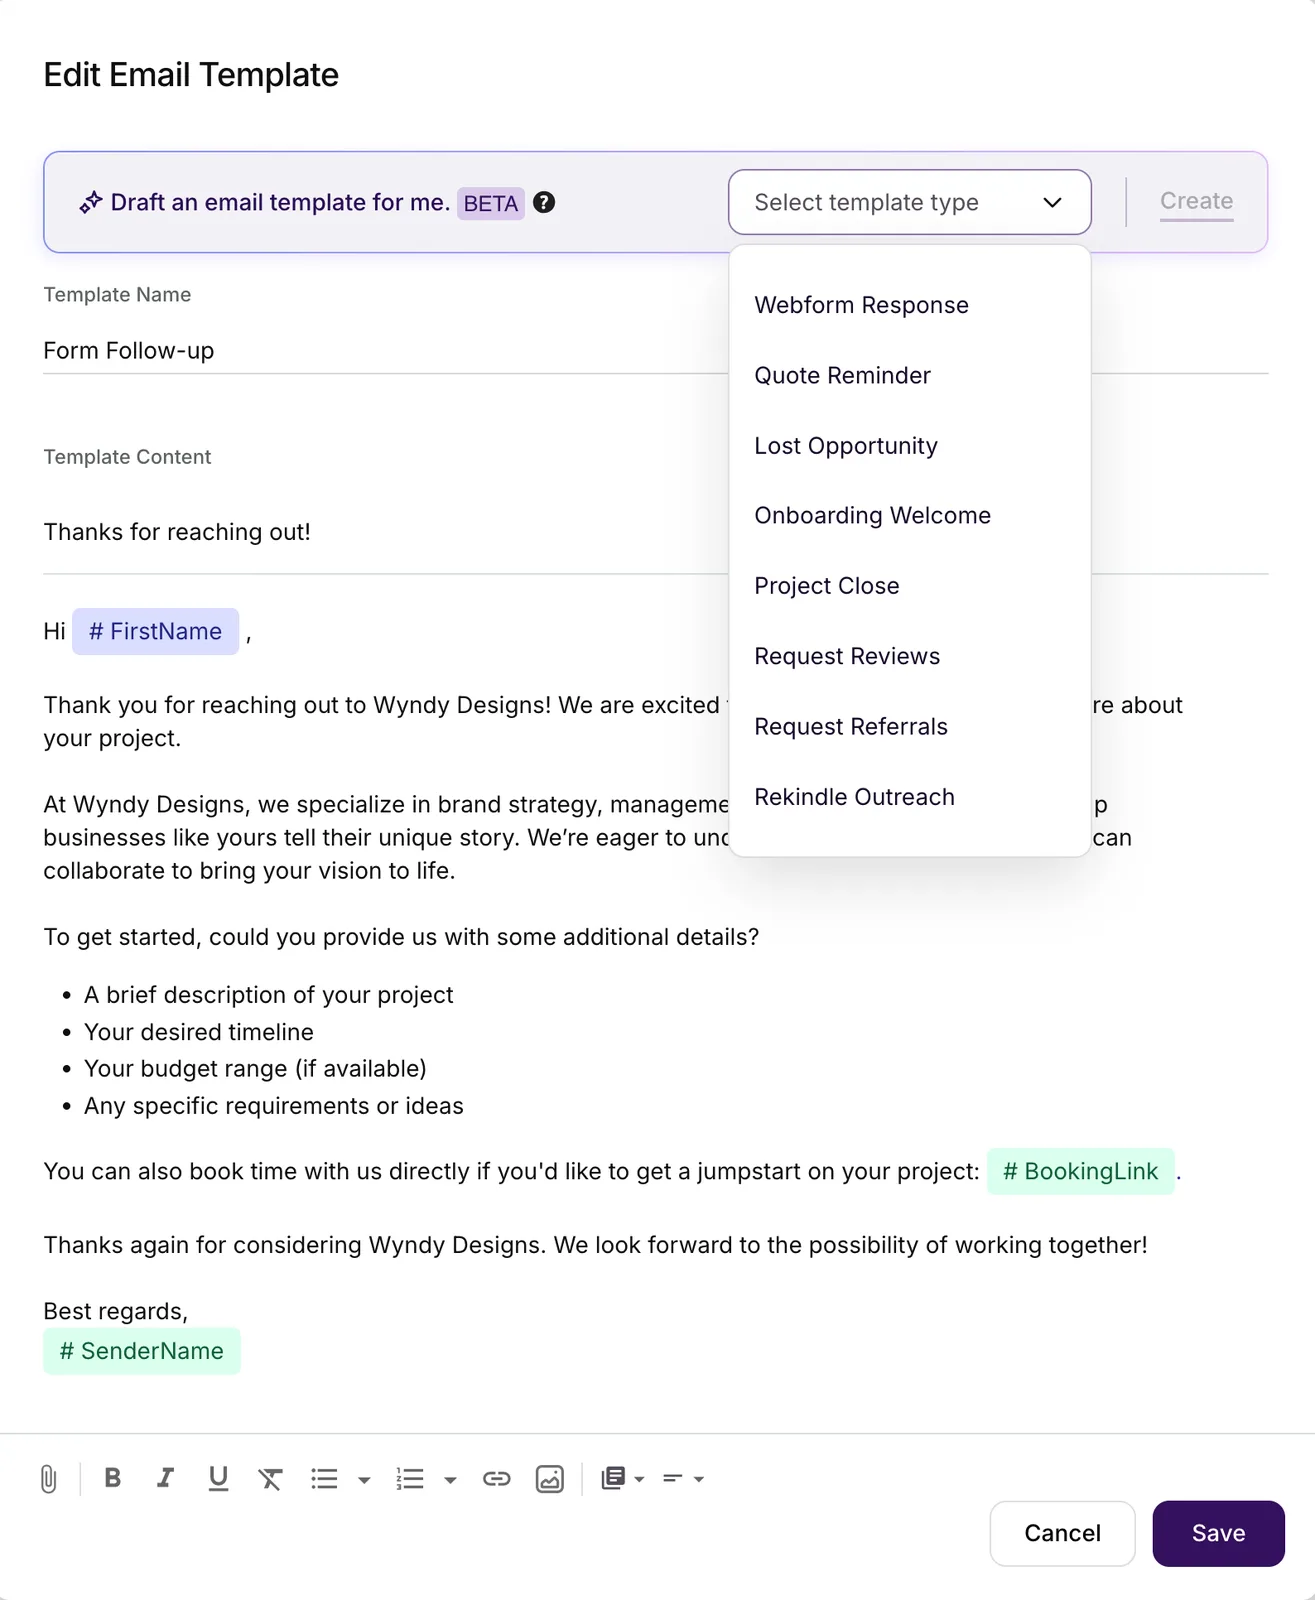 Edit Email Template
Draft an email template for me. BETA ?
Select template type
Create
Webform Response
Quote Reminder
Lost Opportunity
Onboarding Welcome
Project Close
Request Reviews
Request Referrals
Rekindle Outreach
Template Name
Form Follow-up
Template Content
Thanks for reaching out!
Hi # FirstName ,
Thank you for reaching out to Wyndy Designs! We are excited about
your project.
At Wyndy Designs, we specialize in brand strategy,
businesses like yours tell their unique story. We’re eager to can
collaborate to bring your vision to life.
To get started, could you provide us with some additional details?
• A brief description of your project
• Your desired timeline
• Your budget range (if available)
• Any specific requirements or ideas
You can also book time with us directly if you'd like to get a jumpstart on your project: # BookingLink .
Thanks again for considering Wyndy Designs. We look forward to the possibility of working together!
Best regards,
# SenderName
B I U
Cancel
Save